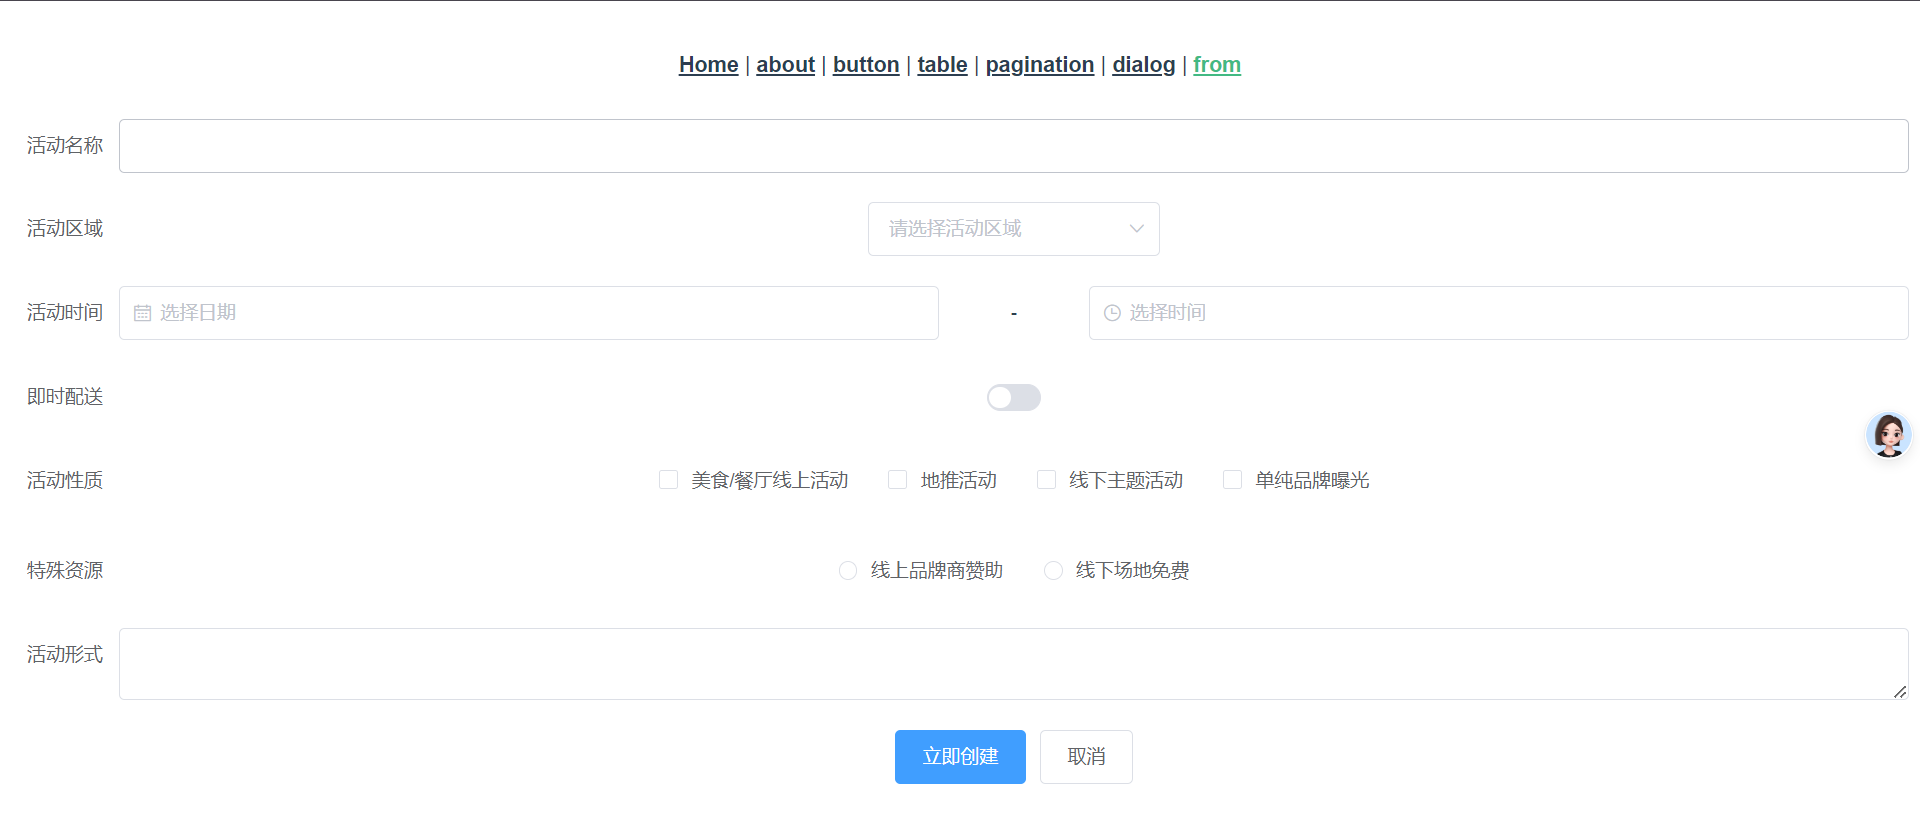 Home | about | button | table | pagination | dialog | from
活动名称
活动区域 请选择活动区域
活动时间 选择日期 - 选择时间
即时配送
活动性质 美食/餐厅线上活动 地推活动 线下主题活动 单纯品牌曝光
特殊资源 线上品牌商赞助 线下场地免费
活动形式
立即创建 取消